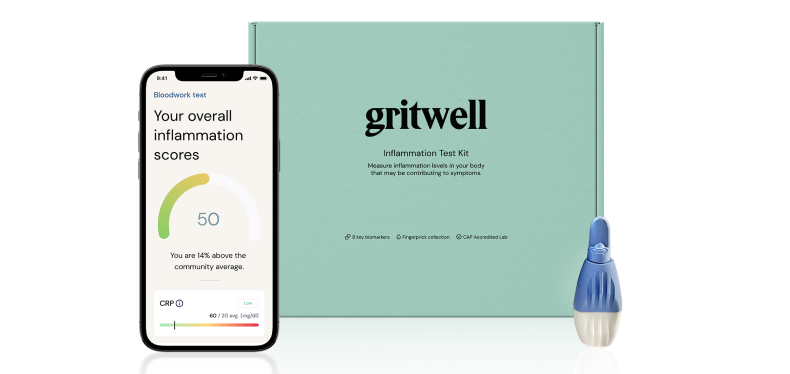 9:41
Bloodwork test
Your overall
inflammation
scores
50
You are 14% above the
community average.
CRP
Low
60 / 20 avg (mg/dl)
gritwell
Inflammation Test Kit
Measure inflammation levels in your body
that may be contributing to symptoms.
8 key biomarkers Fingerprick collection CAP Accredited Lab